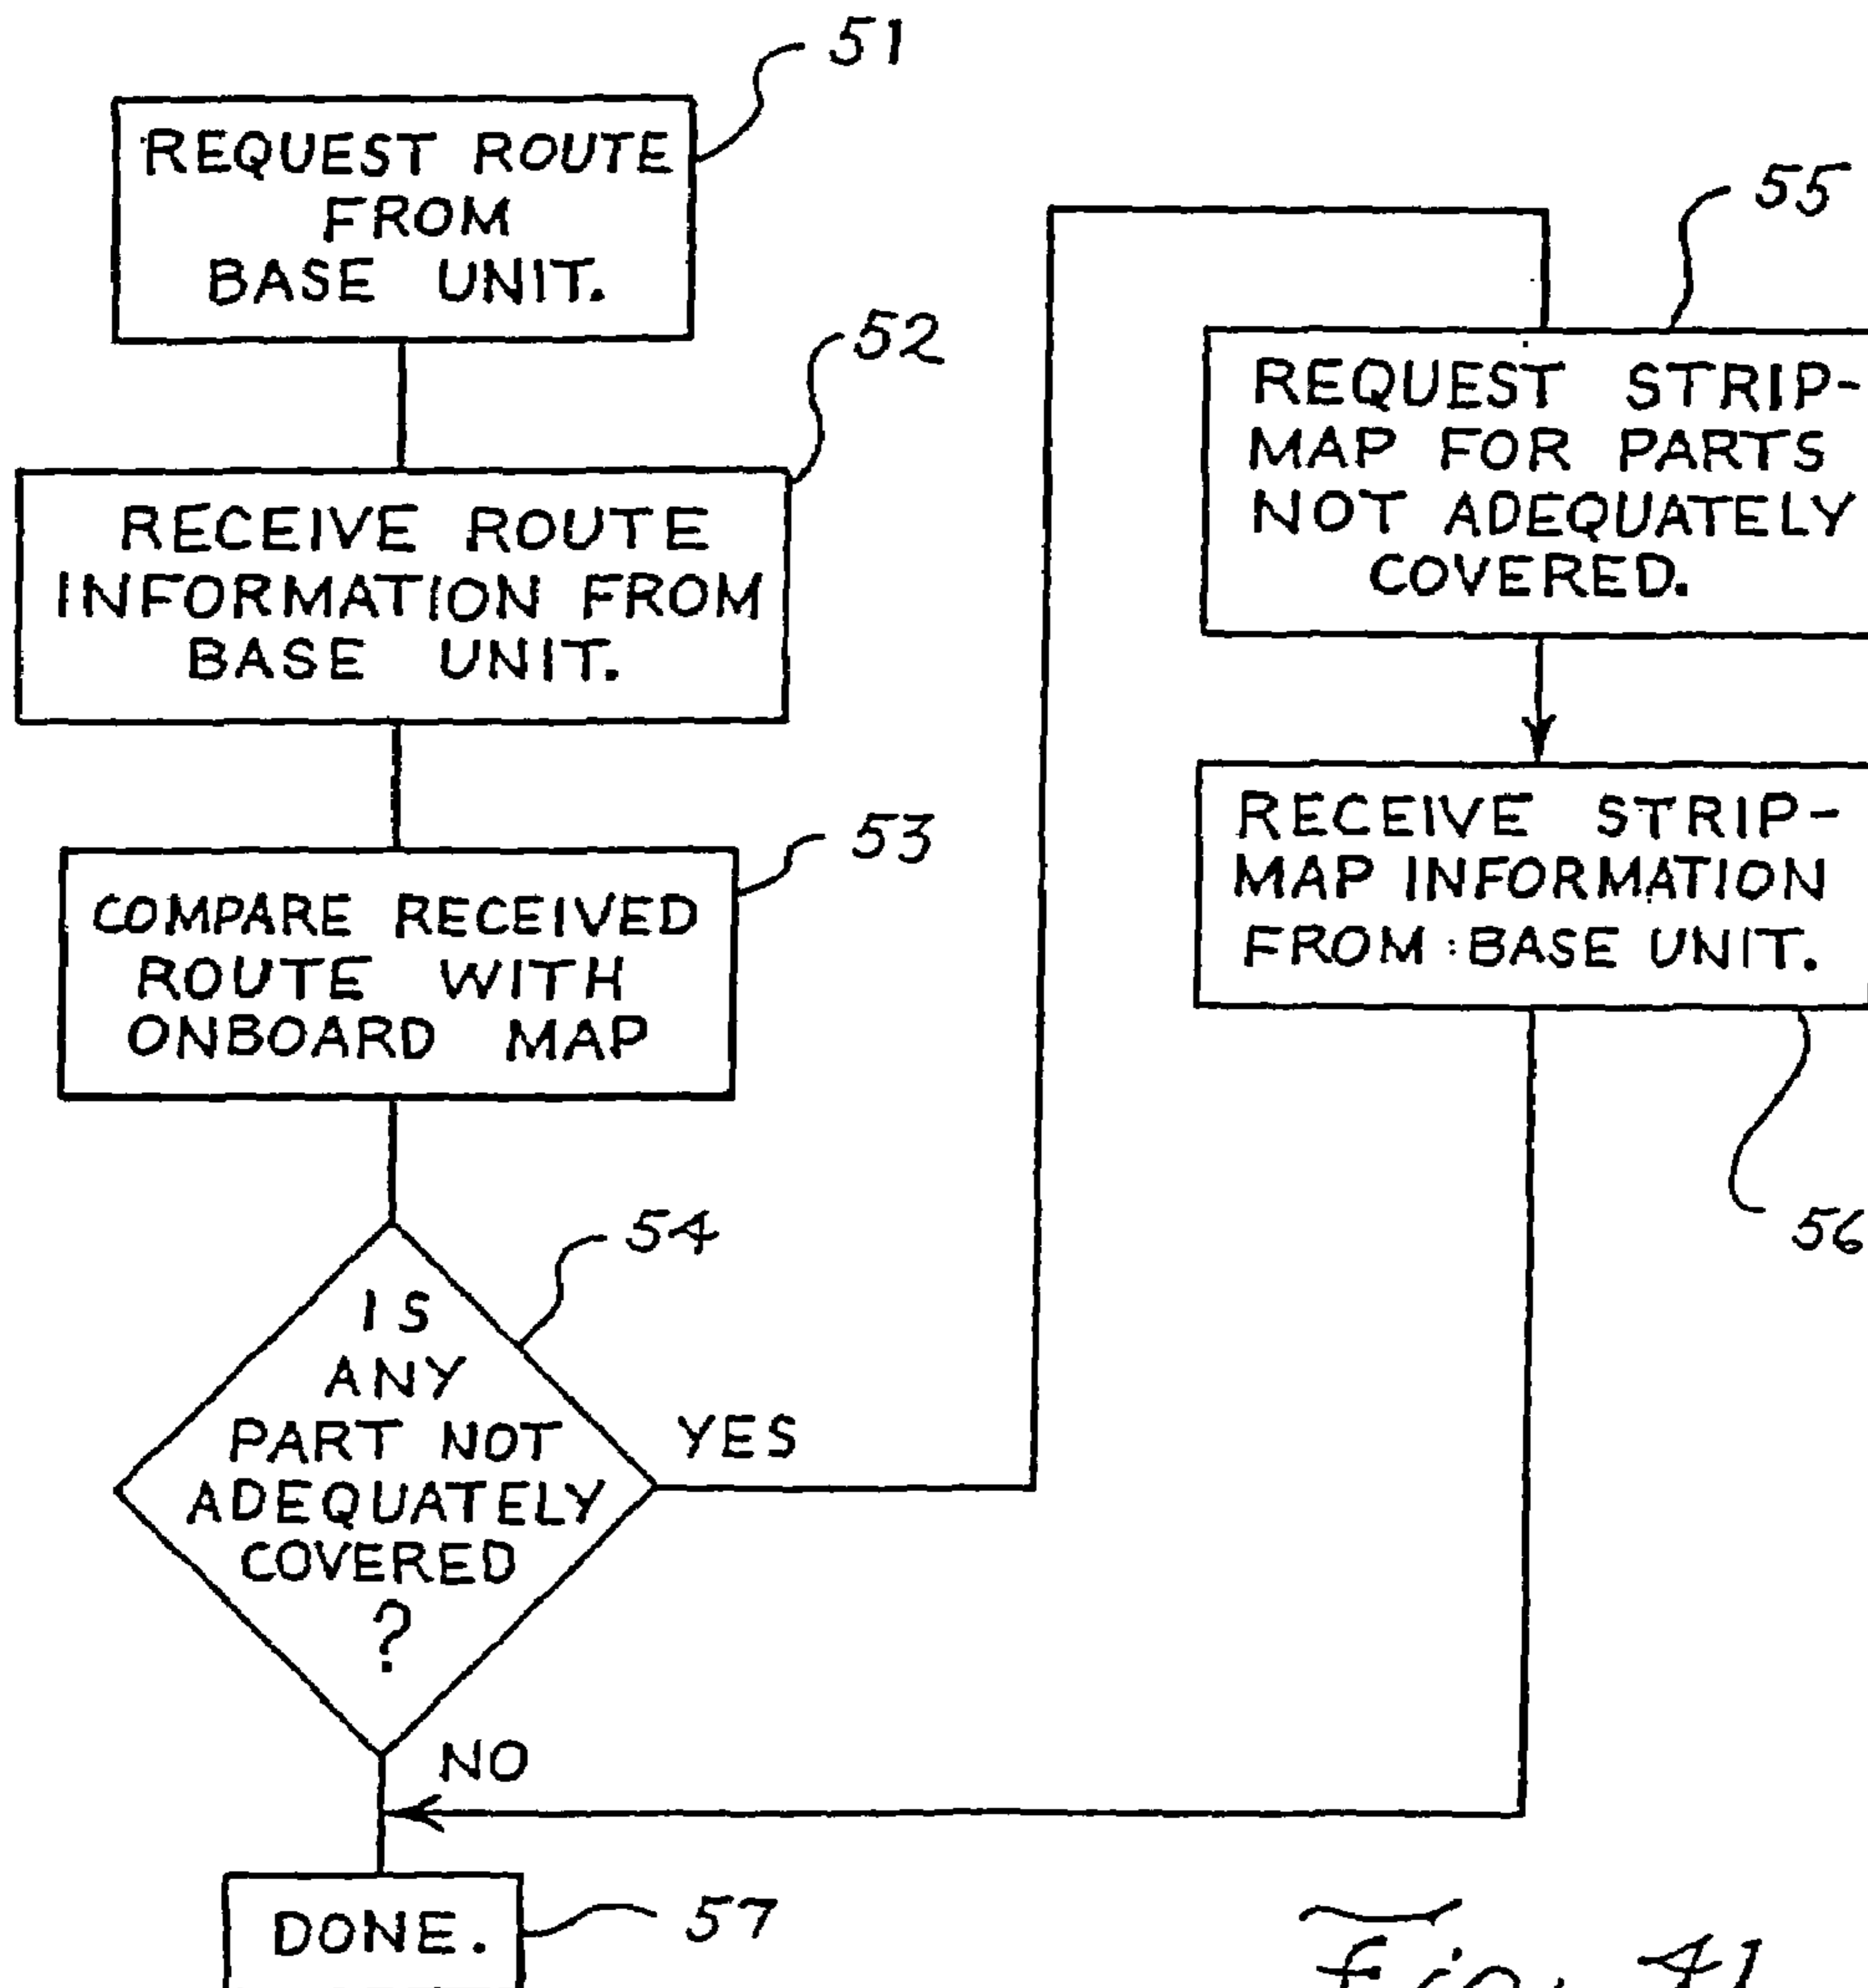 51
REQUEST ROUTE
FROM
BASE UNIT.
52
RECEIVE ROUTE
INFORMATION FROM
BASE UNIT.
53
COMPARE RECEIVED
ROUTE WITH
ONBOARD MAP
54
IS
ANY
PART NOT
ADEQUATELY
COVERED
?
YES
NO
DONE.
57
55
REQUEST STRIP-
MAP FOR PARTS
NOT ADEQUATELY
COVERED.
RECEIVE STRIP-
MAP INFORMATION
FROM BASE UNIT.
56
Fig. 41